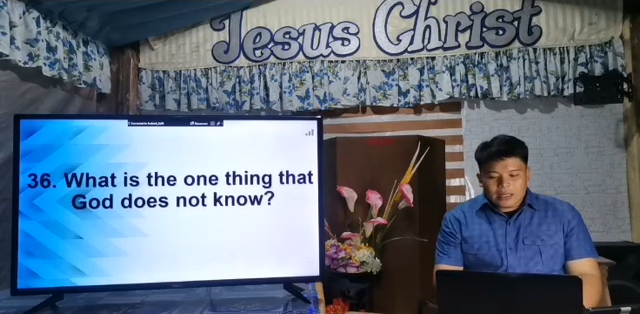 Jesus Christ
36. What is the one thing that
God does not know?